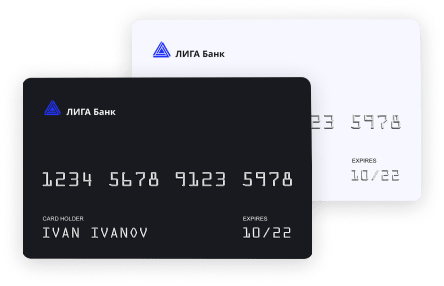 ЛИГА Банк
23 5978
EXPIRES
10/22
ЛИГА Банк
1234 5678 9123 5978
CARD HOLDER
EXPIRES
IVAN IVANOV
10/22